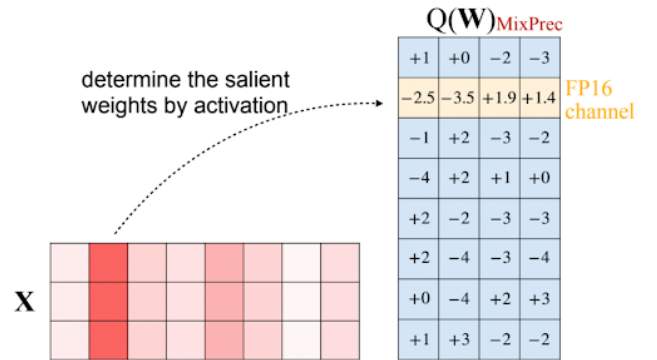 Q(W)MixPrec
determine the salient
weights by activation
+1 +0 −2 −3
−2.5 −3.5 +1.9 +1.4
FP16
channel
−1 +2 −3 −2
−4 +2 +1 +0
+2 −2 −3 −3
+2 −4 −3 −4
+0 −4 +2 +3
+1 +3 −2 −2
X